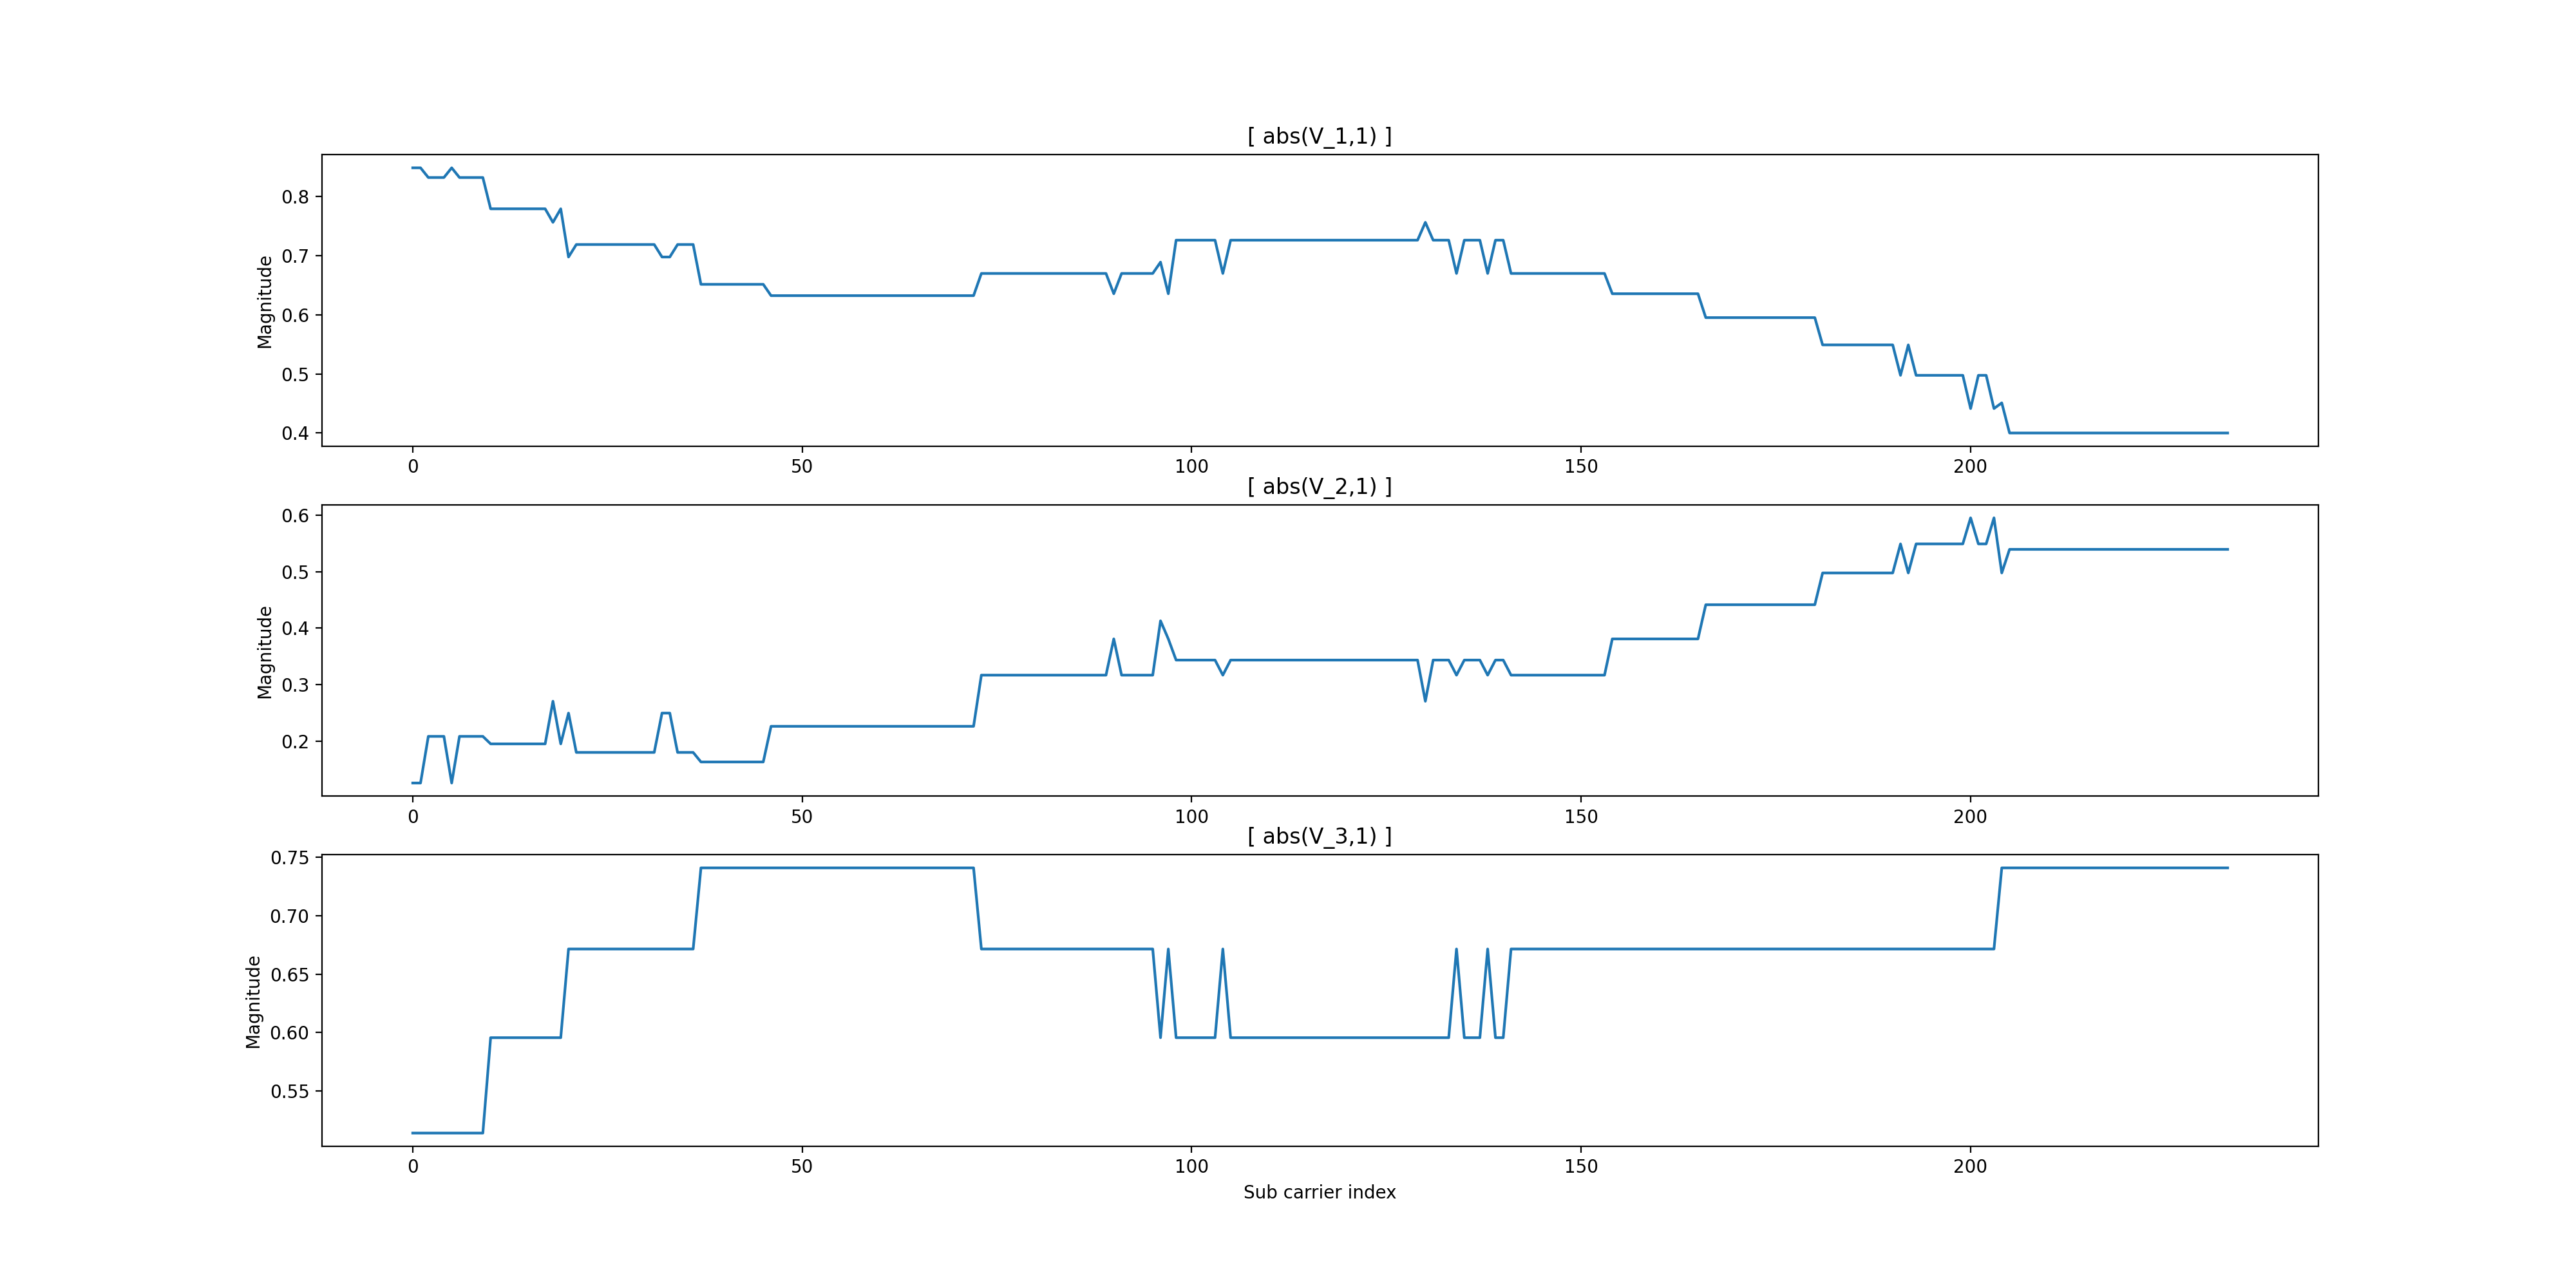 [ abs(V_1,1) ]
Magnitude
0.8
0.7
0.6
0.5
0.4
0 50 100 150 200
[ abs(V_2,1) ]
Magnitude
0.6
0.5
0.4
0.3
0.2
0 50 100 150 200
[ abs(V_3,1) ]
Magnitude
0.75
0.70
0.65
0.60
0.55
0 50 100 150 200
Sub carrier index